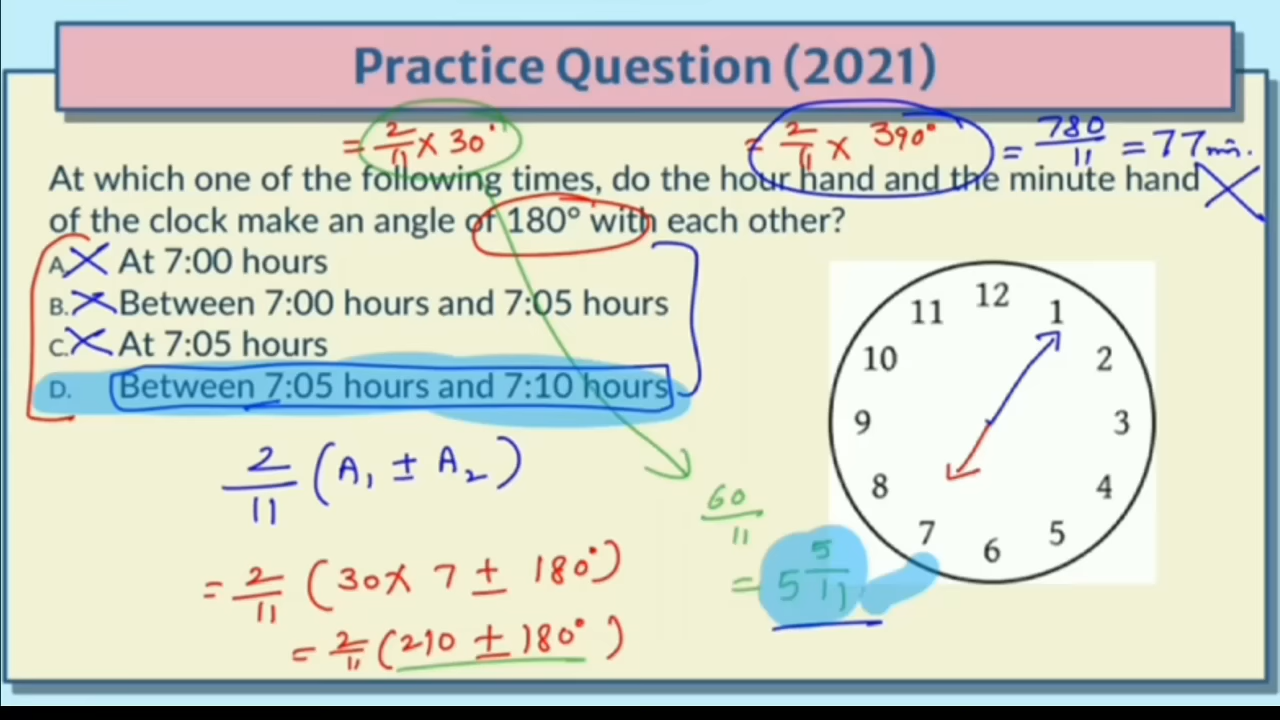 Practice Question (2021)
= 2/11 × 30°
= 2/11 × 390° = 780/11 = 77 min.
At which one of the following times, do the hour hand and the minute hand
of the clock make an angle of 180° with each other?
A. At 7:00 hours
B. Between 7:00 hours and 7:05 hours
C. At 7:05 hours
D. Between 7:05 hours and 7:10 hours
2/11 (A₁ ± A₂)
= 2/11 (30 × 7 ± 180°)
= 2/11 (210 ± 180°)
60/11
= 5 5/11
12
1
2
3
4
5
6
7
8
9
10
11